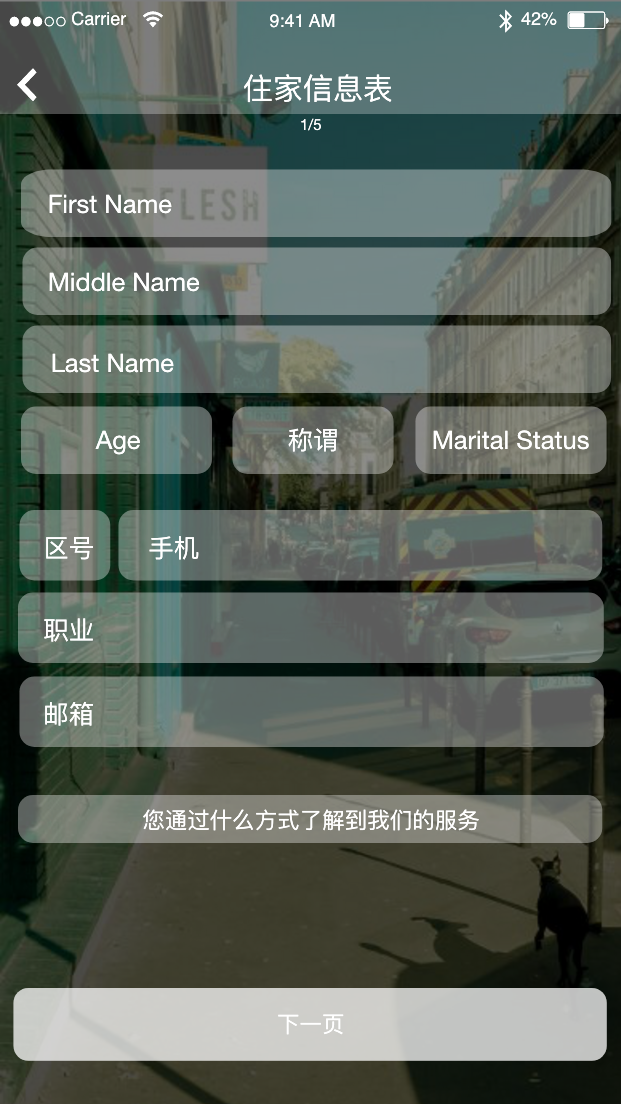 Carrier 9:41 AM 42%
住家信息表
1/5
FLESH
First Name
Middle Name
Last Name
Age 称谓 Marital Status
区号 手机
职业
邮箱
您通过什么方式了解到我们的服务
下一页